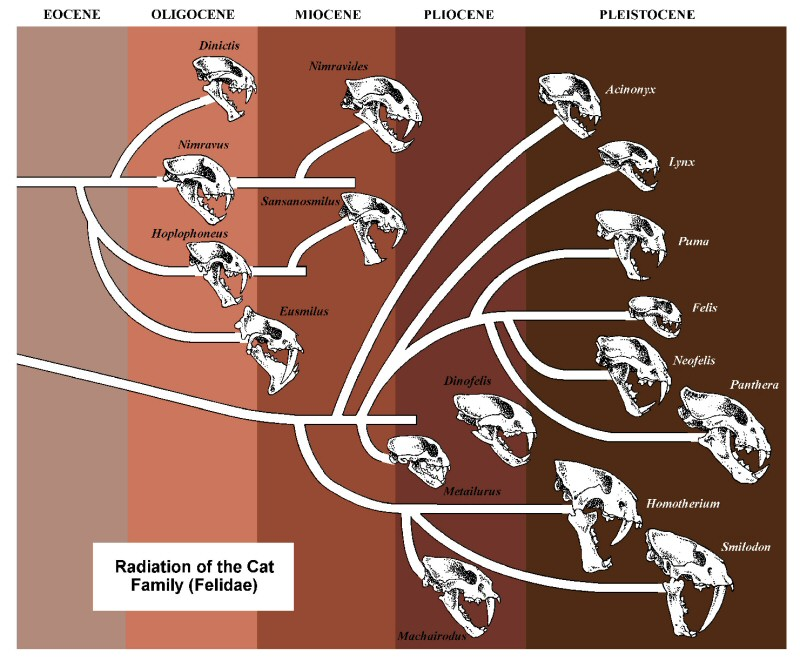 EOCENE OLIGOCENE MIOCENE PLIOCENE PLEISTOCENE
Dinictis
Nimravides
Acinonyx
Nimravus
Lynx
Sansanosmilus
Hoplophoneus
Puma
Eusmilus
Felis
Neofelis
Dinofelis
Panthera
Metailurus
Homotherium
Smilodon
Radiation of the Cat
Family (Felidae)
Machairodus